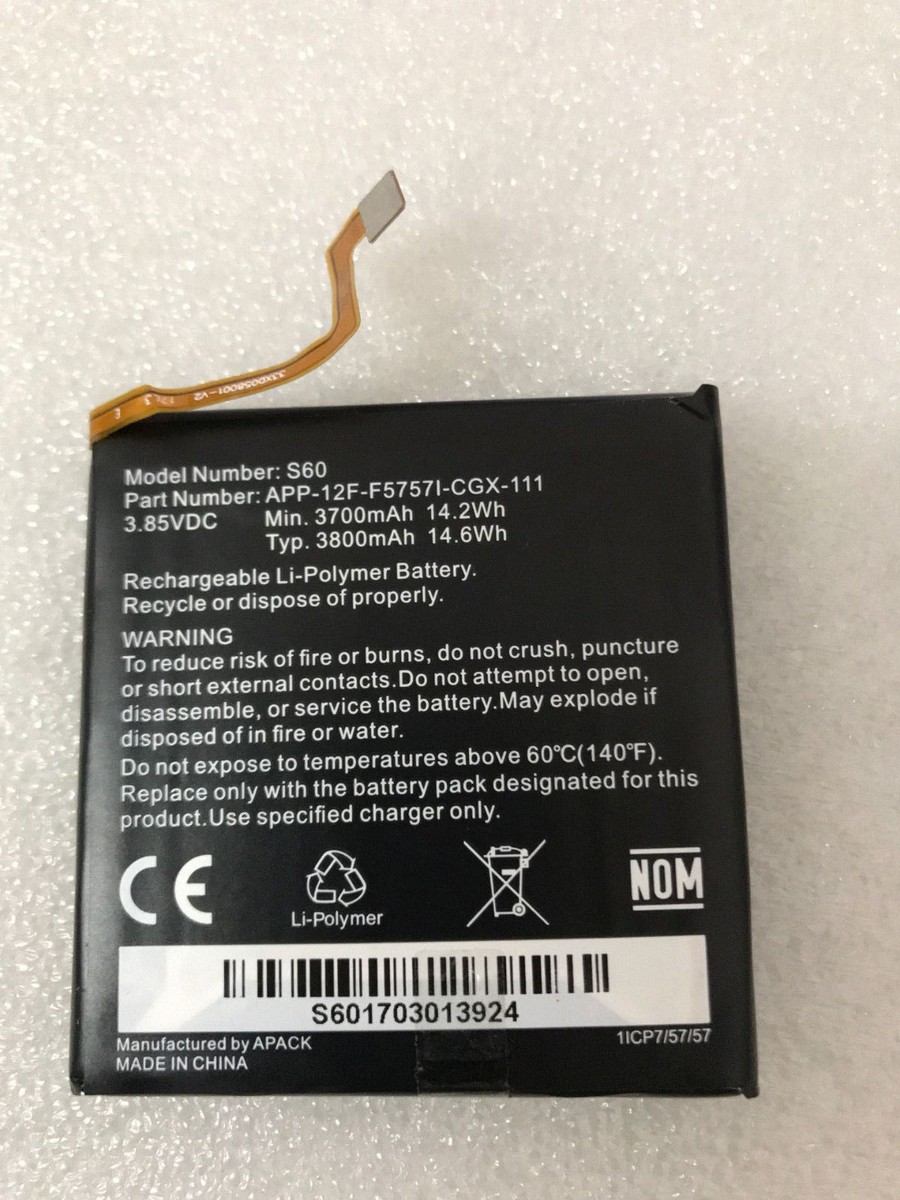 33XD058001-V2
Model Number: S60
Part Number: APP-12F-F5757I-CGX-111
3.85VDC Min. 3700mAh 14.2Wh
Typ. 3800mAh 14.6Wh
Rechargeable Li-Polymer Battery.
Recycle or dispose of properly.
WARNING
To reduce risk of fire or burns, do not crush, puncture
or short external contacts.Do not attempt to open,
disassemble, or service the battery.May explode if
disposed of in fire or water.
Do not expose to temperatures above 60℃(140℉).
Replace only with the battery pack designated for this
product.Use specified charger only.
CE
Li-Polymer
NOM
S601703013924
Manufactured by APACK
1ICP7/57/57
MADE IN CHINA